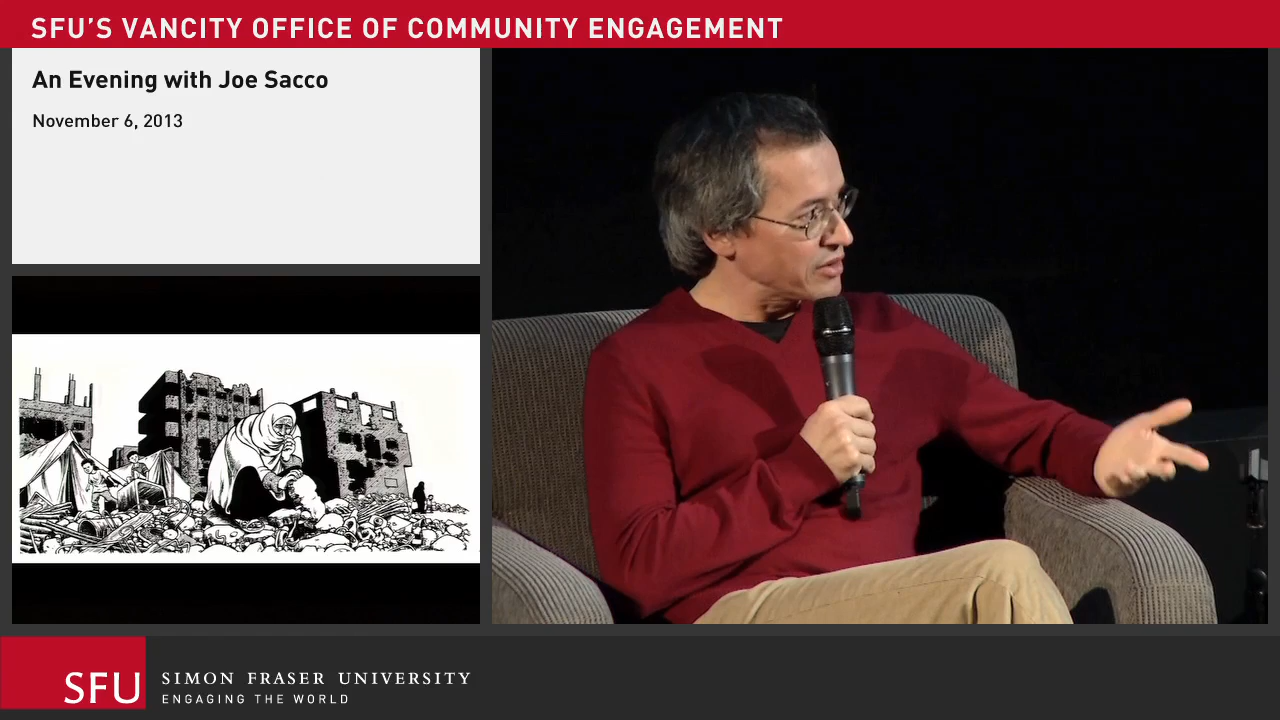 SFU'S VANCITY OFFICE OF COMMUNITY ENGAGEMENT
An Evening with Joe Sacco
November 6, 2013
SFU
SIMON FRASER UNIVERSITY
ENGAGING THE WORLD